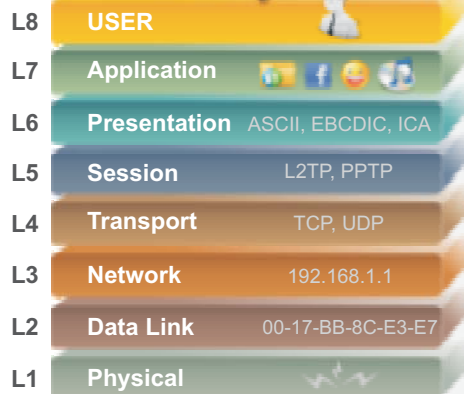 L8 USER
L7 Application
L6 Presentation ASCII, EBCDIC, ICA
L5 Session L2TP, PPTP
L4 Transport TCP, UDP
L3 Network 192.168.1.1
L2 Data Link 00-17-BB-8C-E3-E7
L1 Physical